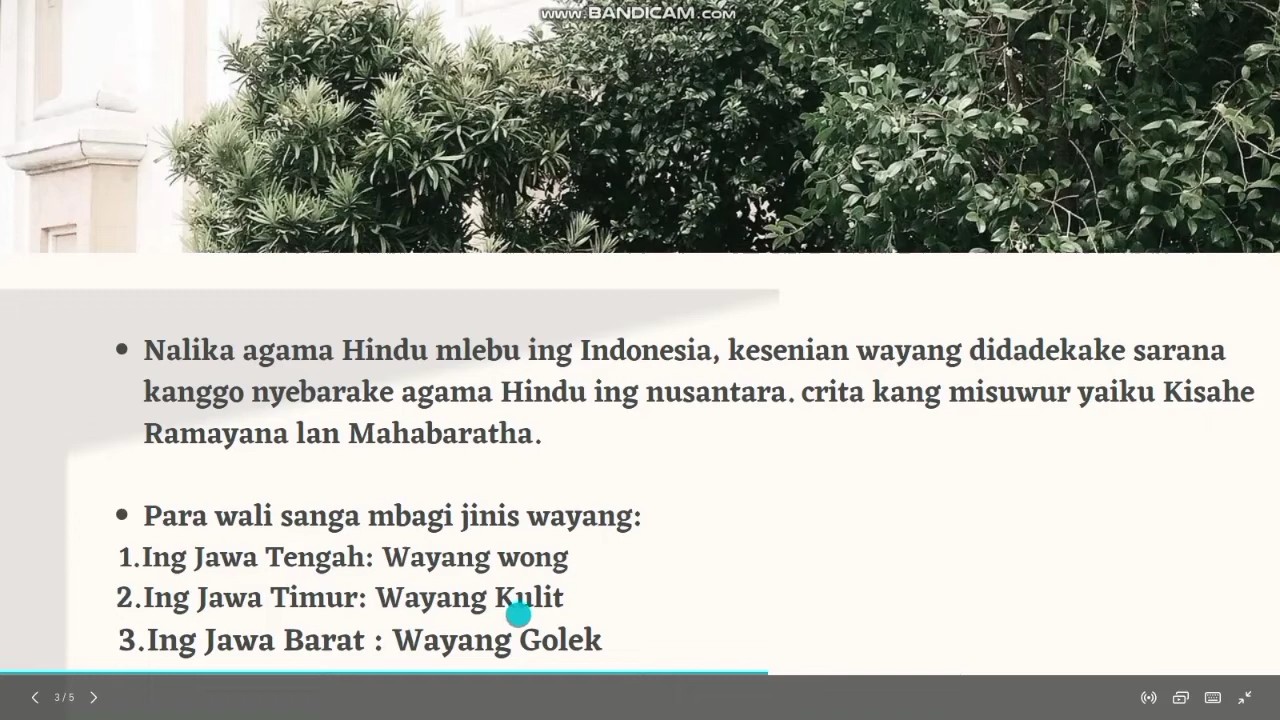 www.BANDICAM.com
• Nalika agama Hindu mlebu ing Indonesia, kesenian wayang didadekake sarana
kanggo nyebarake agama Hindu ing nusantara. crita kang misuwur yaiku Kisahe
Ramayana lan Mahabaratha.
• Para wali sanga mbagi jinis wayang:
1.Ing Jawa Tengah: Wayang wong
2.Ing Jawa Timur: Wayang Kulit
3.Ing Jawa Barat : Wayang Golek
3 / 5